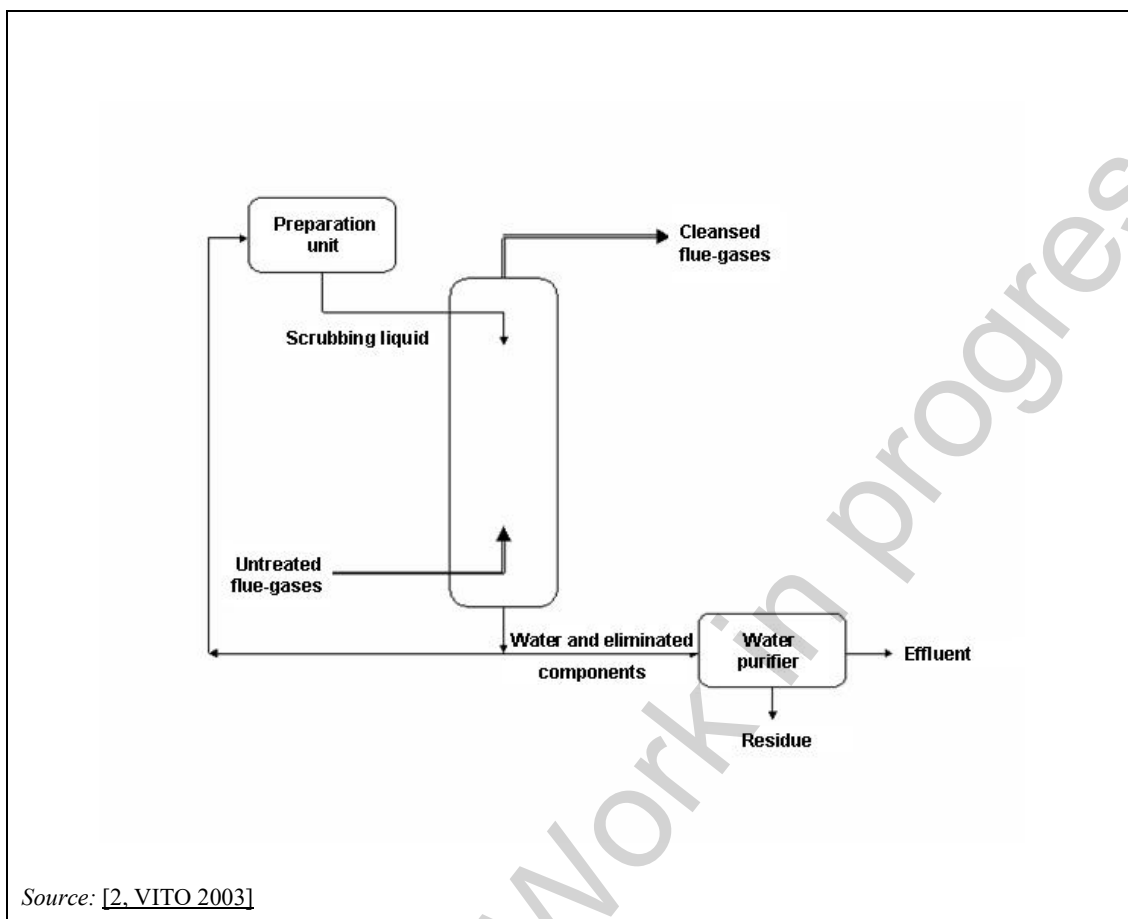 Preparation
unit
Cleansed
flue-gases
Scrubbing liquid
Untreated
flue-gases
Water and eliminated
components
Water
purifier
Effluent
Residue
Source: [2, VITO 2003]
Work in progres